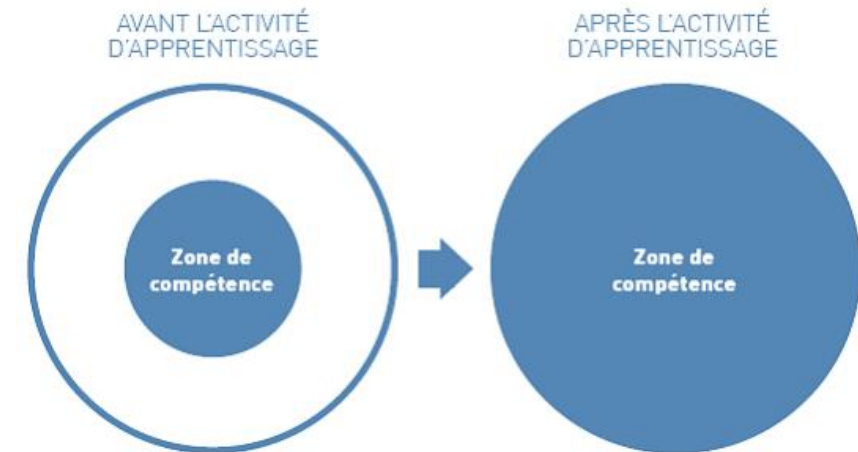 AVANT L'ACTIVITÉ
D'APPRENTISSAGE
Zone de
compétence
APRÈS L'ACTIVITÉ
D'APPRENTISSAGE
Zone de
compétence